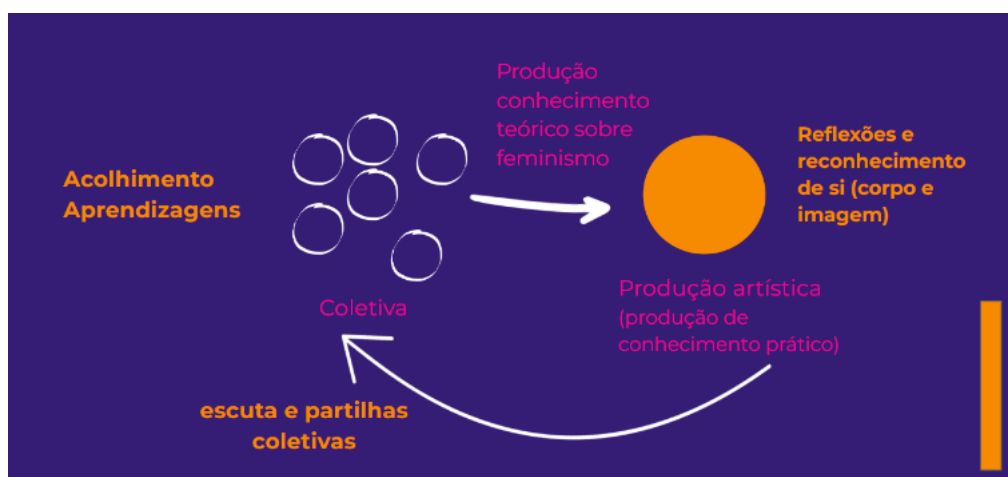 Acolhimento
Aprendizagens
Coletiva
Produção
conhecimento
teórico sobre
feminismo
Reflexões e
reconhecimento
de si (corpo e
imagem)
Produção artística
(produção de
conhecimento prático)
escuta e partilhas
coletivas